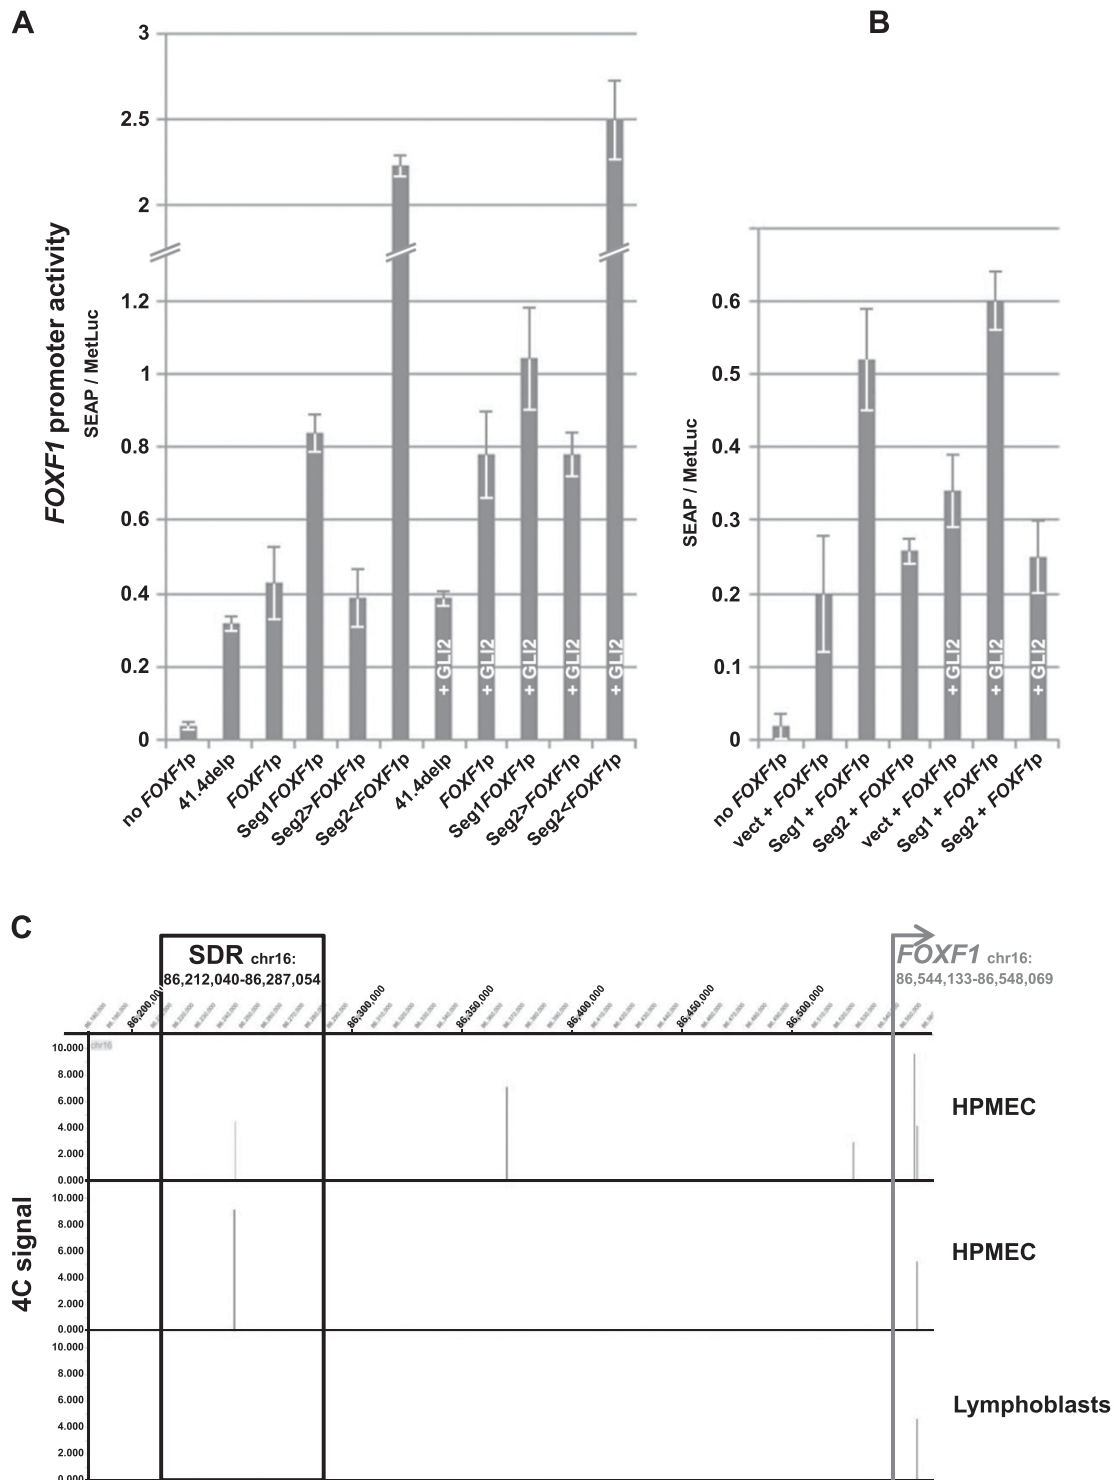 A
B
3
2.5
2
1.2
1
0.8
0.6
0.4
0.2
0
FOXF1 promoter activity
SEAP / MetLuc
+ GLI2
+ GLI2
+ GLI2
+ GLI2
+ GLI2
no FOXF1p
41.4delp
FOXF1p
Seg1FOXF1p
Seg2>FOXF1p
Seg2<FOXF1p
41.4delp
FOXF1p
Seg1FOXF1p
Seg2>FOXF1p
Seg2<FOXF1p
0.6
0.5
0.4
0.3
0.2
0.1
0
SEAP / MetLuc
+ GLI2
+ GLI2
+ GLI2
no FOXF1p
vect + FOXF1p
Seg1 + FOXF1p
Seg2 + FOXF1p
vect + FOXF1p
Seg1 + FOXF1p
Seg2 + FOXF1p
C
SDR chr16:
86,212,040-86,287,054
FOXF1 chr16:
86,544,133-86,548,069
86,300,000
86,350,000
86,400,000
86,450,000
86,500,000
chr16
10.000
8.000
6.000
4.000
2.000
0.000
HPMEC
10.000
8.000
6.000
4.000
2.000
0.000
HPMEC
10.000
8.000
6.000
4.000
2.000
0.000
Lymphoblasts
4C signal